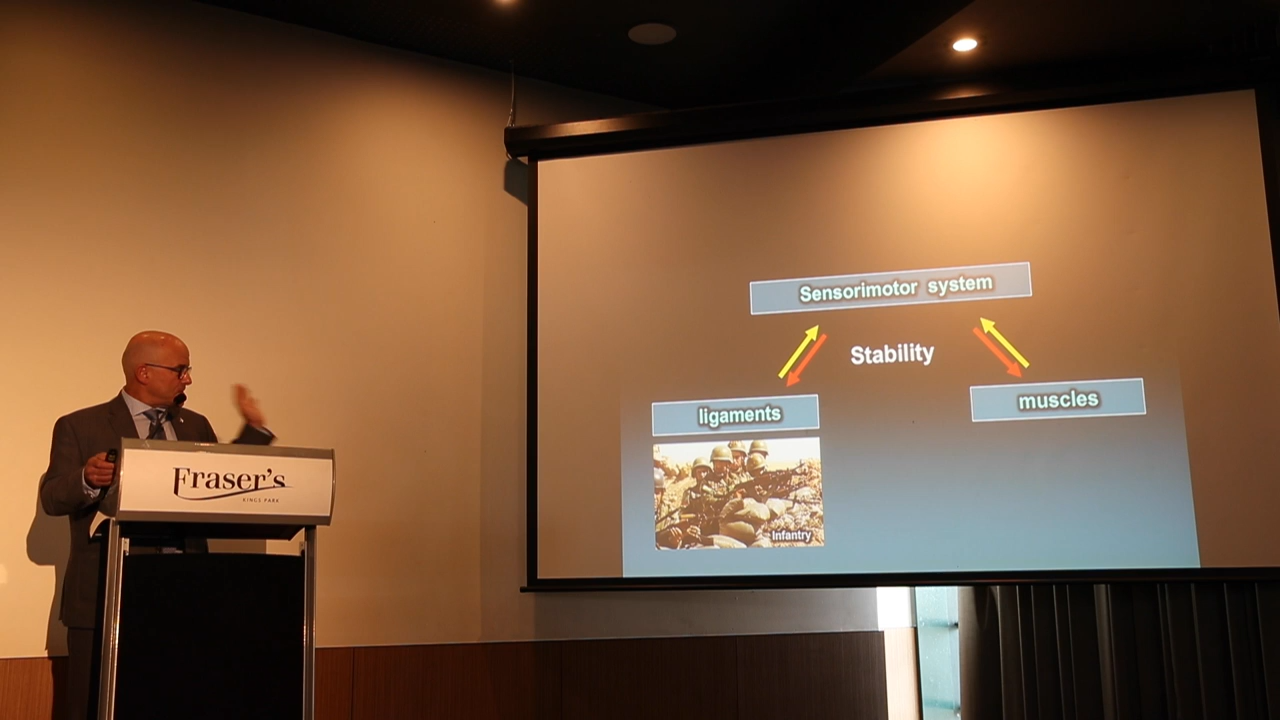 Sensorimotor system
Stability
ligaments
muscles
Infantry
Fraser's
KINGS PARK